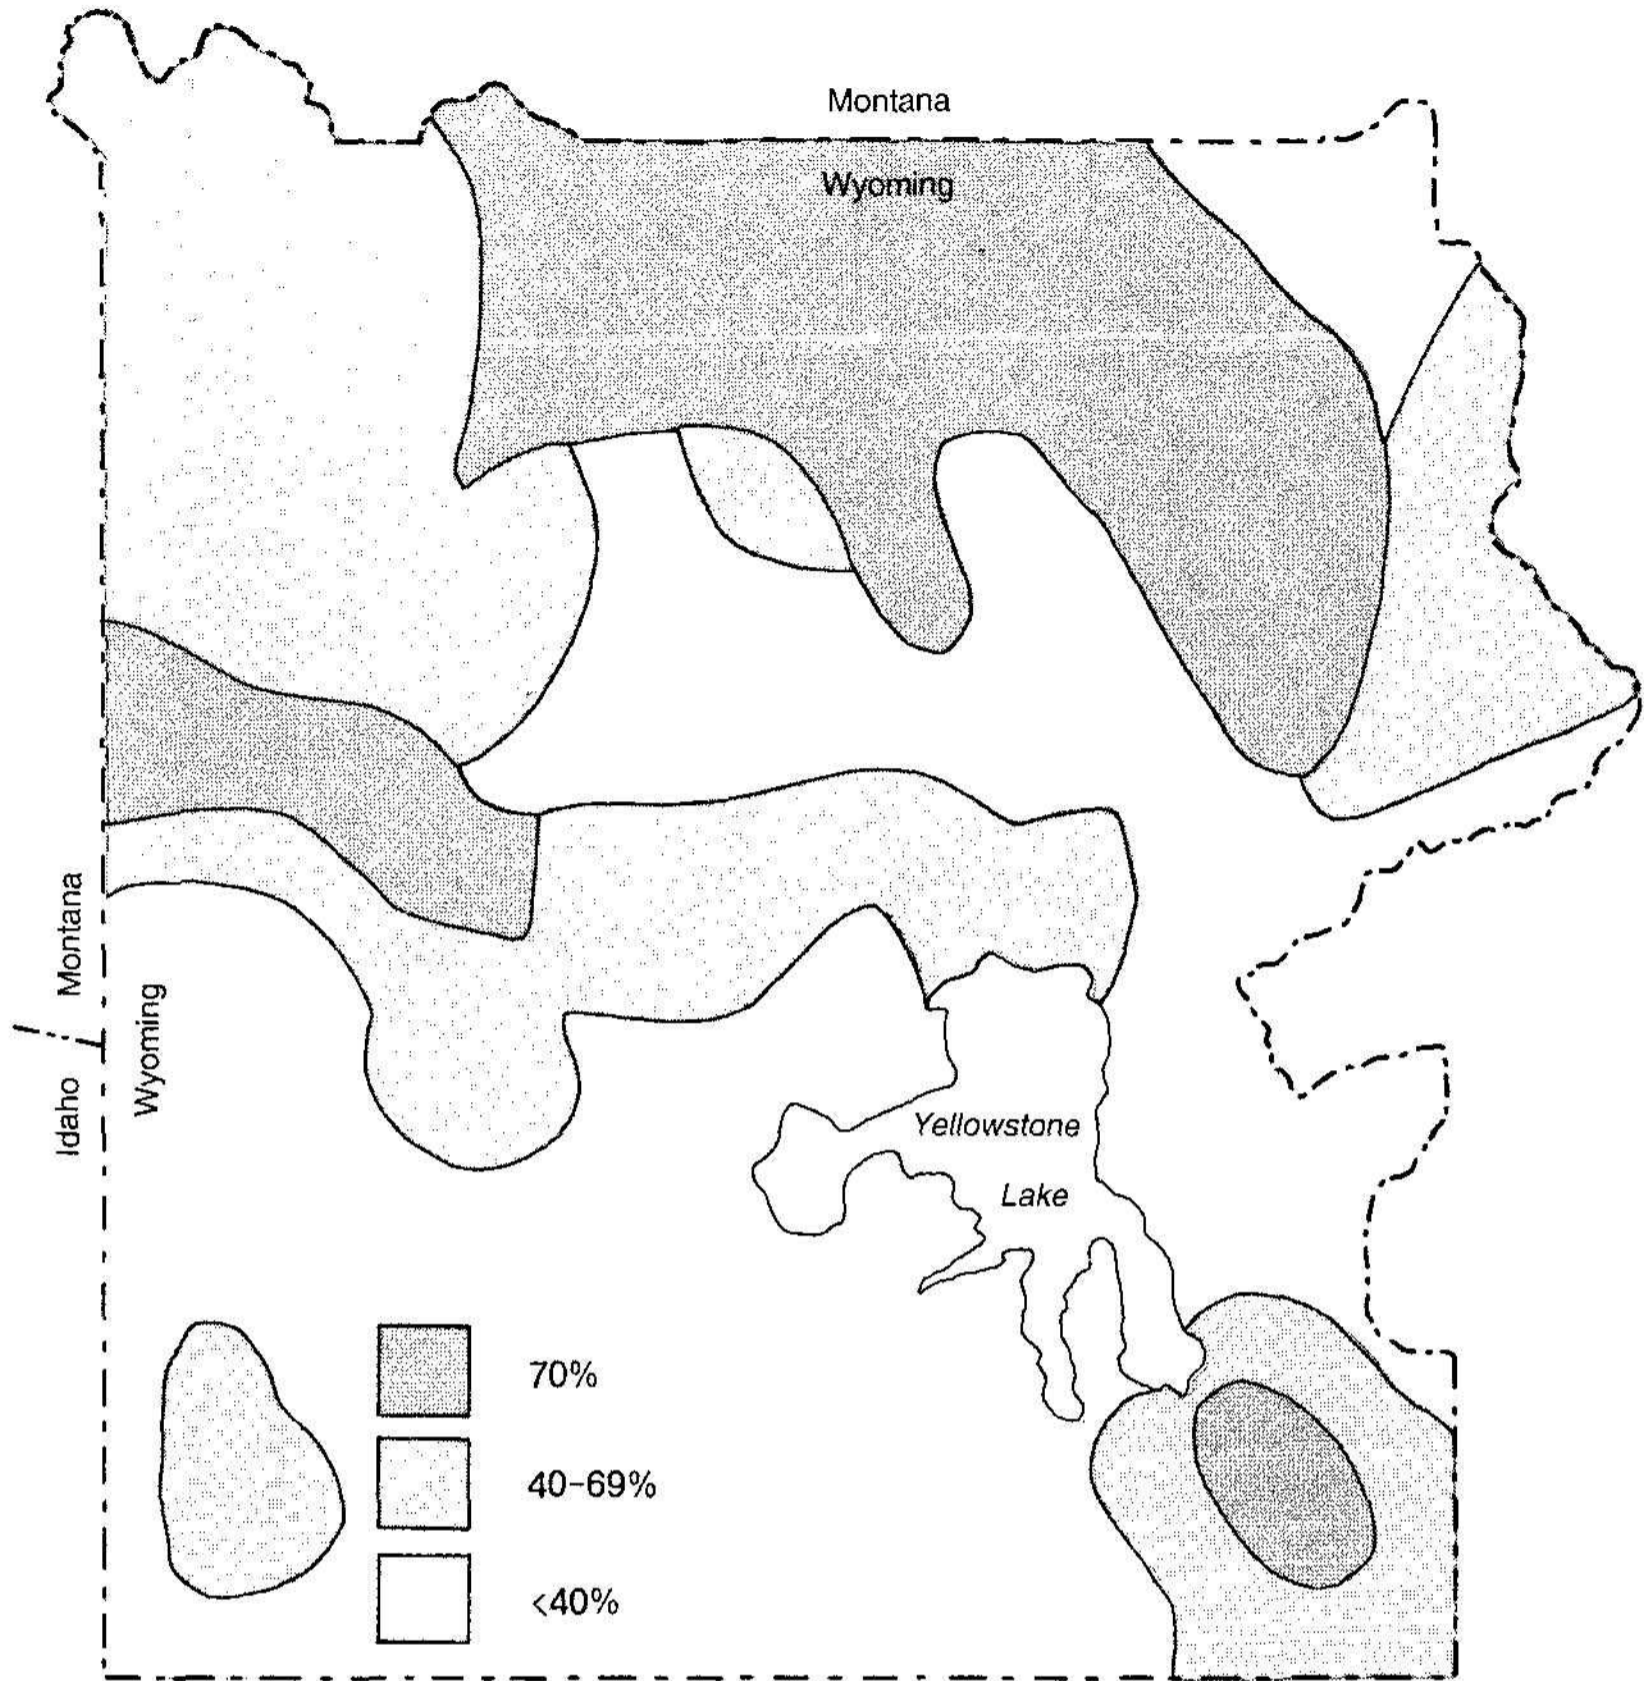 Montana
Wyoming
Montana
Idaho
Wyoming
Yellowstone
Lake
70%
40-69%
<40%